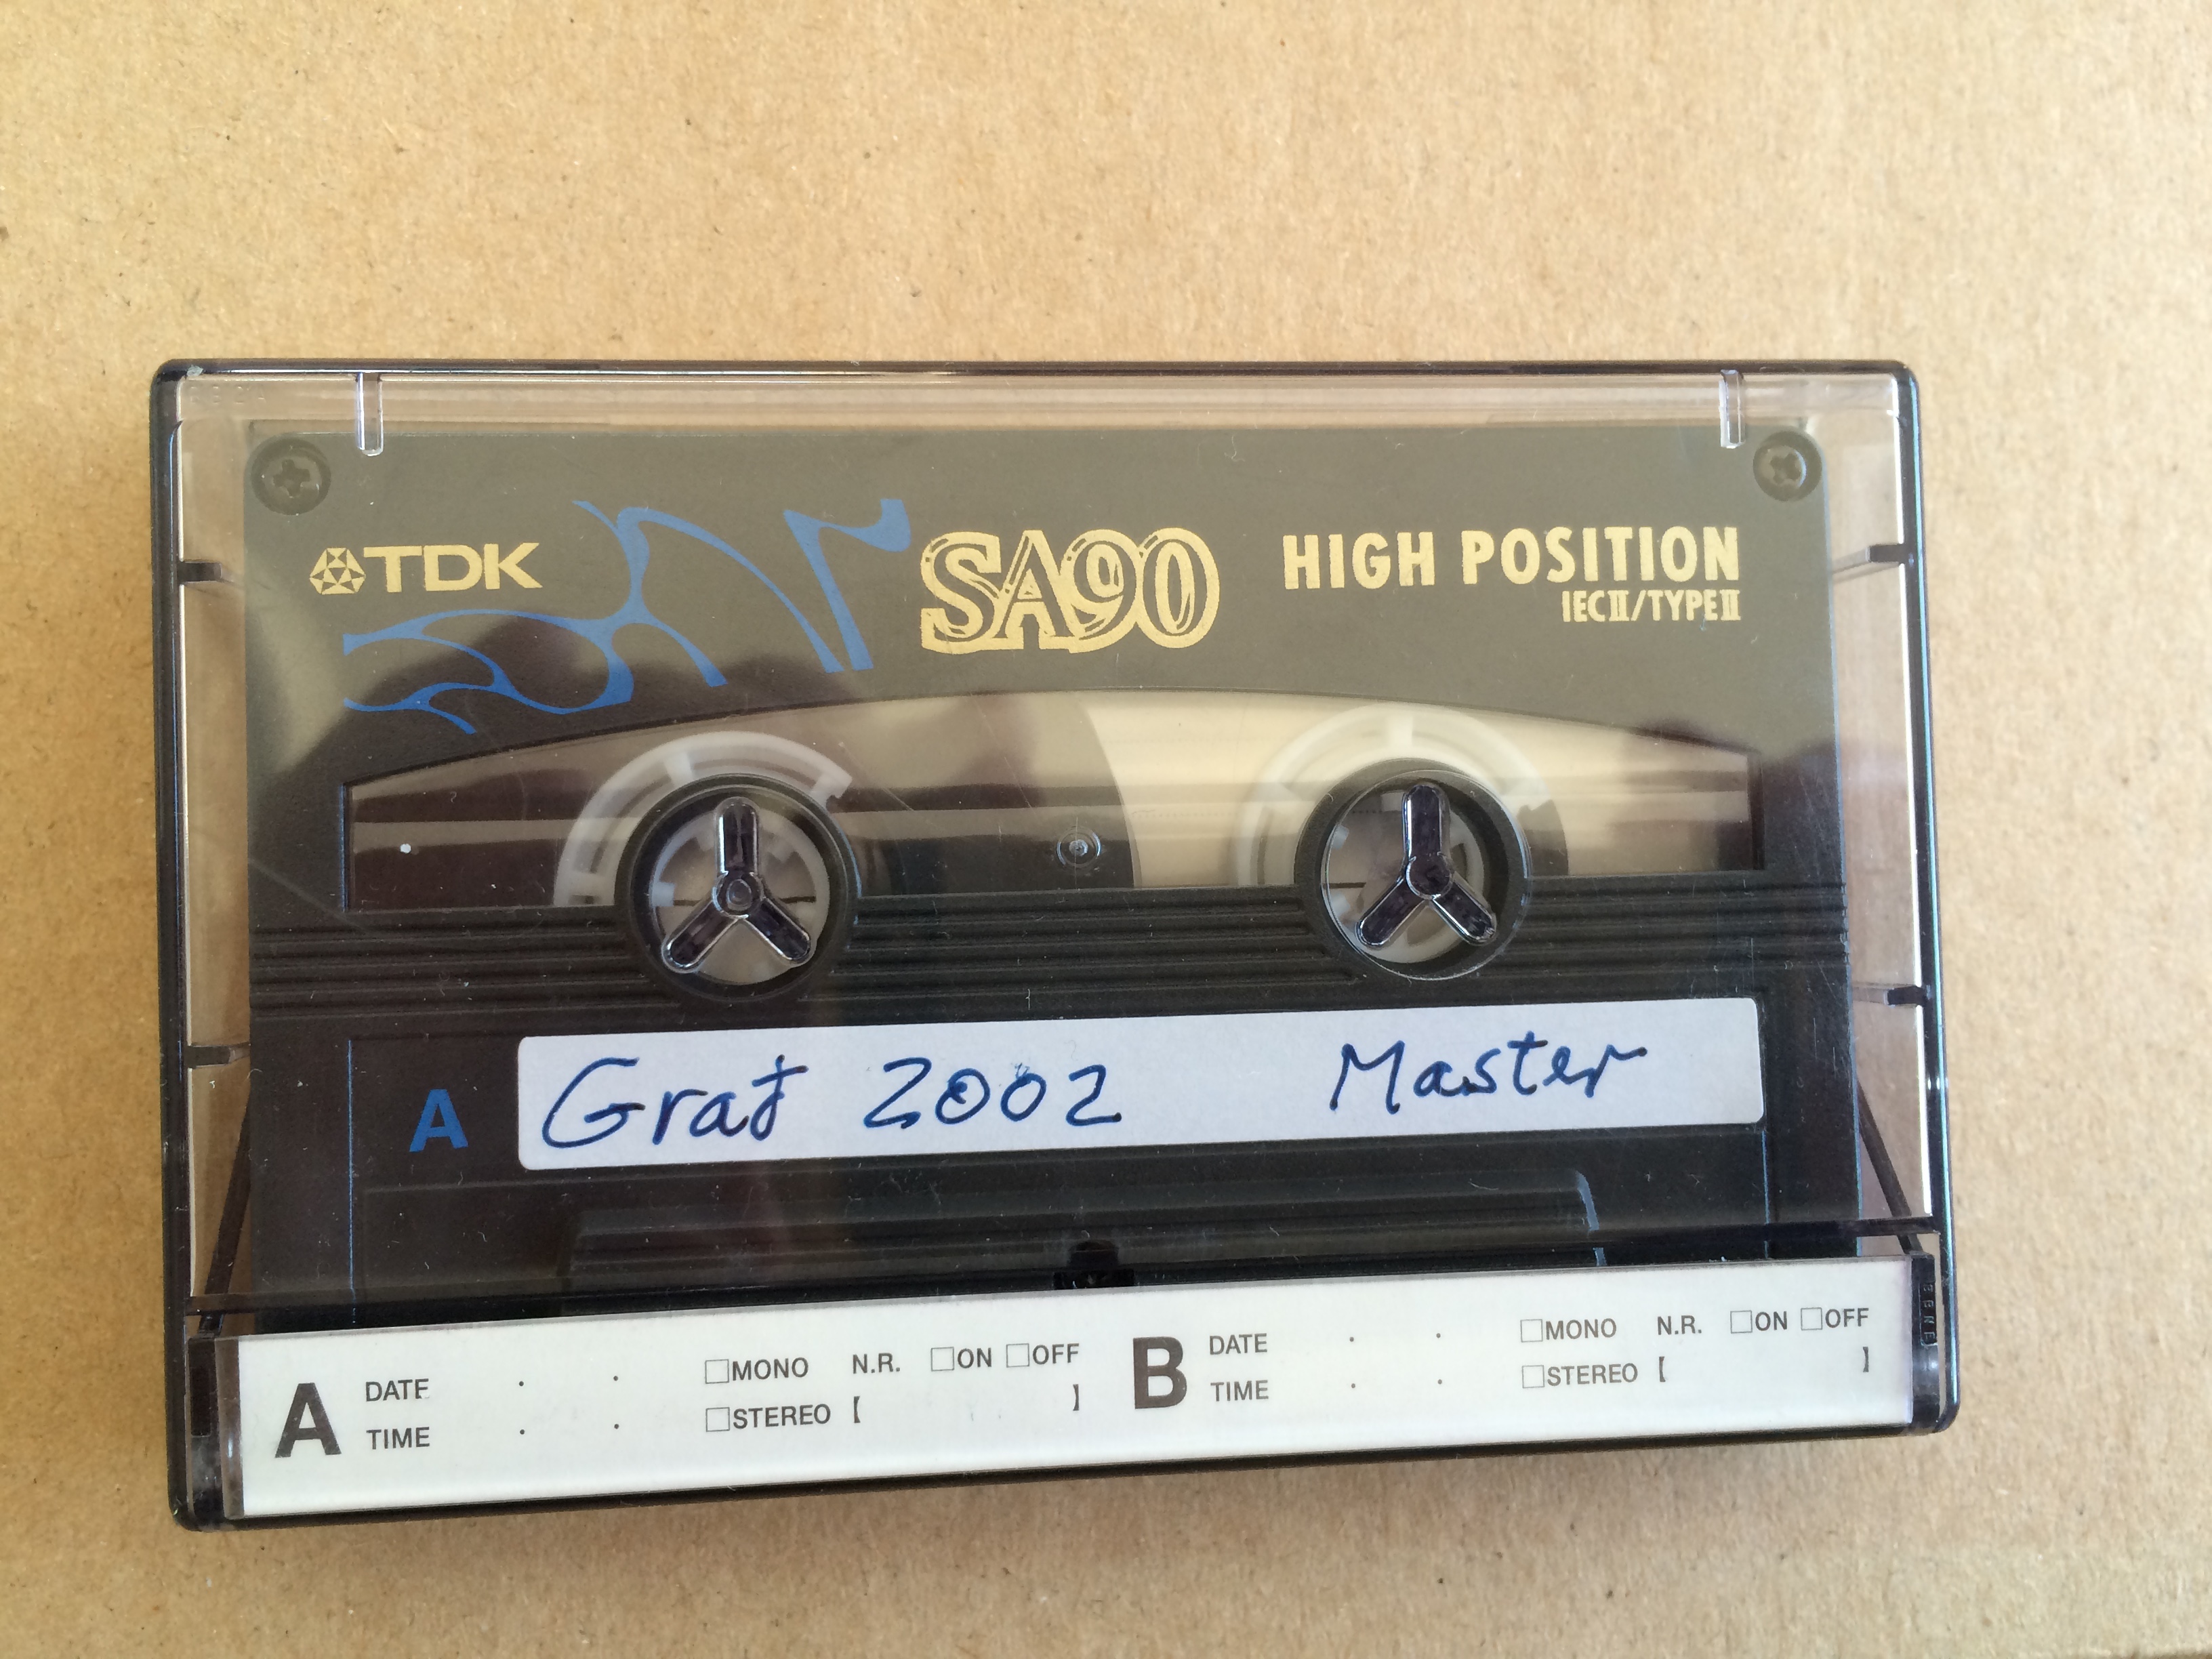 TDK SA90 HIGH POSITION
IECII/TYPEII
A Graf 2002 Master
A DATE . . □MONO N.R. □ON □OFF
TIME . . □STEREO 【 】
B DATE . . □MONO N.R. □ON □OFF
TIME . . □STEREO 【 】